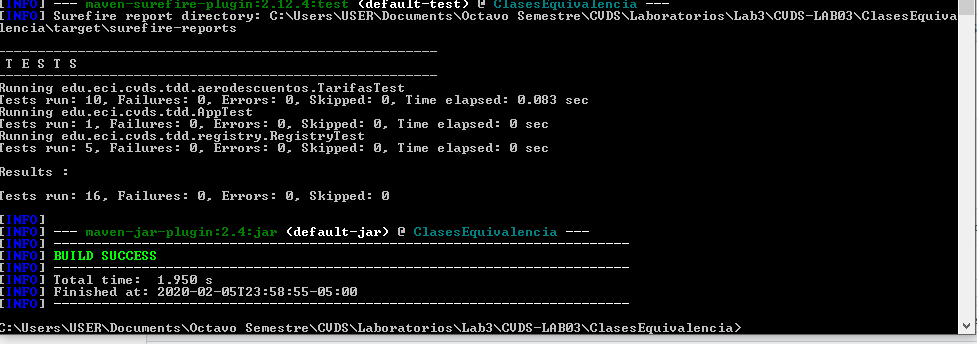 [INFO] --- maven-surefire-plugin:2.12.4:test (default-test) @ ClasesEquivalencia ---
[INFO] Surefire report directory: C:\Users\USER\Documents\Octavo Semestre\CVDS\Laboratorios\Lab3\CVDS-LAB03\ClasesEquiva
lencia\target\surefire-reports
-------------------------------------------------------
 T E S T S
-------------------------------------------------------
Running edu.eci.cvds.tdd.aerodescuentos.TarifasTest
Tests run: 10, Failures: 0, Errors: 0, Skipped: 0, Time elapsed: 0.083 sec
Running edu.eci.cvds.tdd.AppTest
Tests run: 1, Failures: 0, Errors: 0, Skipped: 0, Time elapsed: 0 sec
Running edu.eci.cvds.tdd.registry.RegistryTest
Tests run: 5, Failures: 0, Errors: 0, Skipped: 0, Time elapsed: 0 sec
Results :
Tests run: 16, Failures: 0, Errors: 0, Skipped: 0
[INFO]
[INFO] --- maven-jar-plugin:2.4:jar (default-jar) @ ClasesEquivalencia ---
[INFO] ------------------------------------------------------------------------
[INFO] BUILD SUCCESS
[INFO] ------------------------------------------------------------------------
[INFO] Total time:  1.950 s
[INFO] Finished at: 2020-02-05T23:58:55-05:00
[INFO] ------------------------------------------------------------------------
C:\Users\USER\Documents\Octavo Semestre\CVDS\Laboratorios\Lab3\CVDS-LAB03\ClasesEquivalencia>